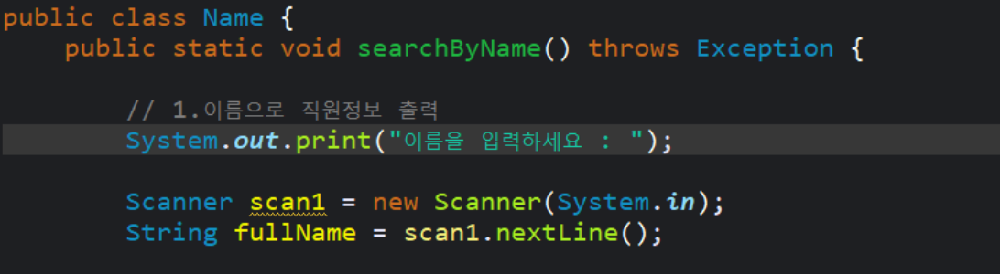 public class Name {
public static void searchByName() throws Exception {
// 1.이름으로 직원정보 출력
System.out.print("이름을 입력하세요 : ");
Scanner scan1 = new Scanner(System.in);
String fullName = scan1.nextLine();